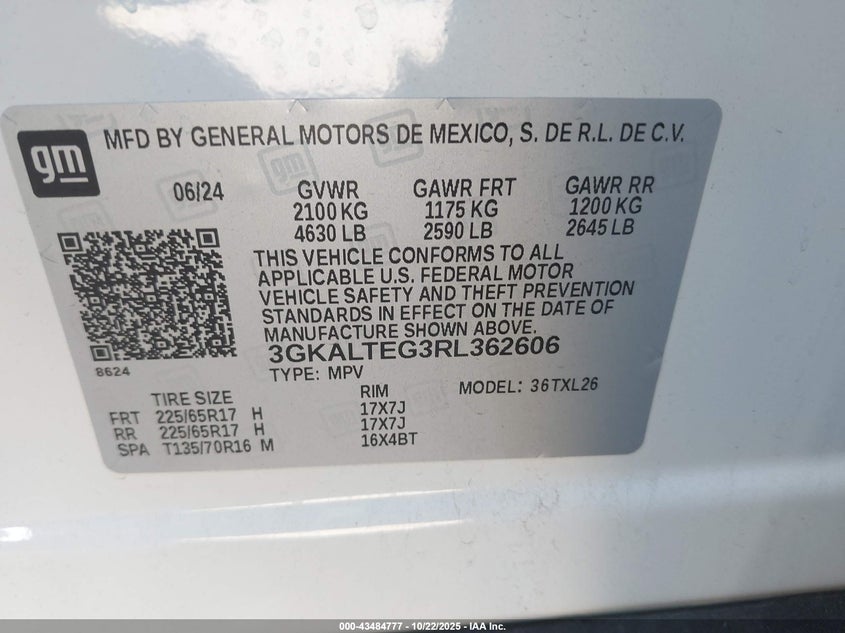 gm
MFD BY GENERAL MOTORS DE MEXICO, S. DE R.L. DE C.V.
06/24 GVWR GAWR FRT GAWR RR
2100 KG 1175 KG 1200 KG
4630 LB 2590 LB 2645 LB
THIS VEHICLE CONFORMS TO ALL
APPLICABLE U.S. FEDERAL MOTOR
VEHICLE SAFETY AND THEFT PREVENTION
STANDARDS IN EFFECT ON THE DATE OF
MANUFACTURE SHOWN ABOVE.
3GKALTEG3RL362606
8624
TYPE: MPV MODEL: 36TXL26
TIRE SIZE RIM
FRT 225/65R17 H 17X7J
RR 225/65R17 H 17X7J
SPA T135/70R16 M 16X4BT
000-43484777 - 10/22/2025 - IAA Inc.